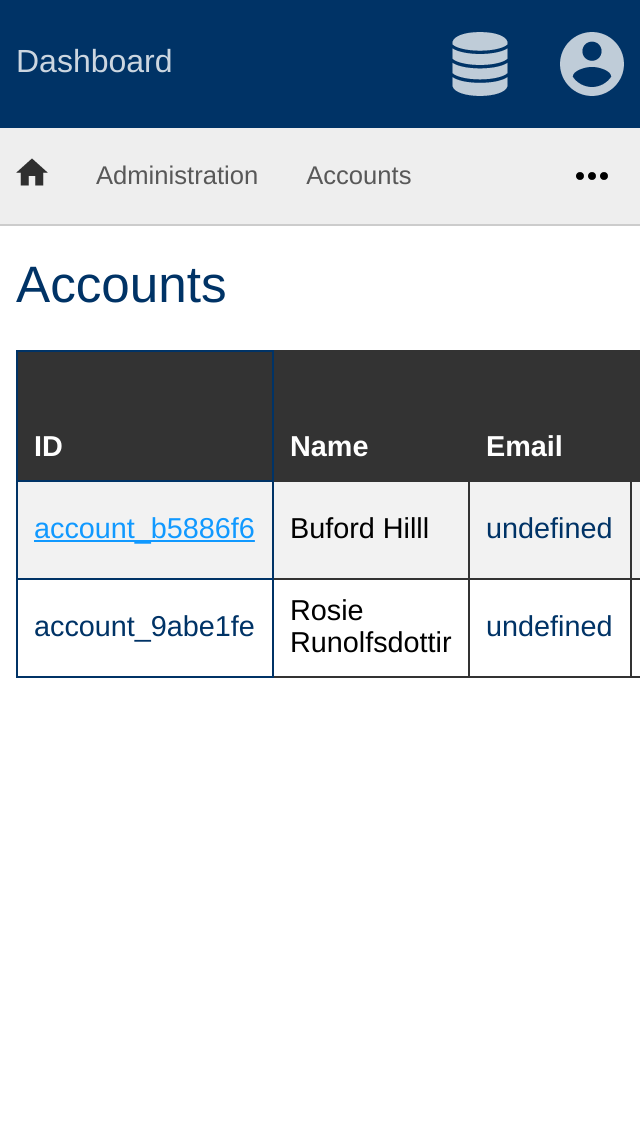 Dashboard
Administration Accounts
Accounts
ID Name Email
account_b5886f6 Buford Hilll undefined
account_9abe1fe Rosie Runolfsdottir undefined